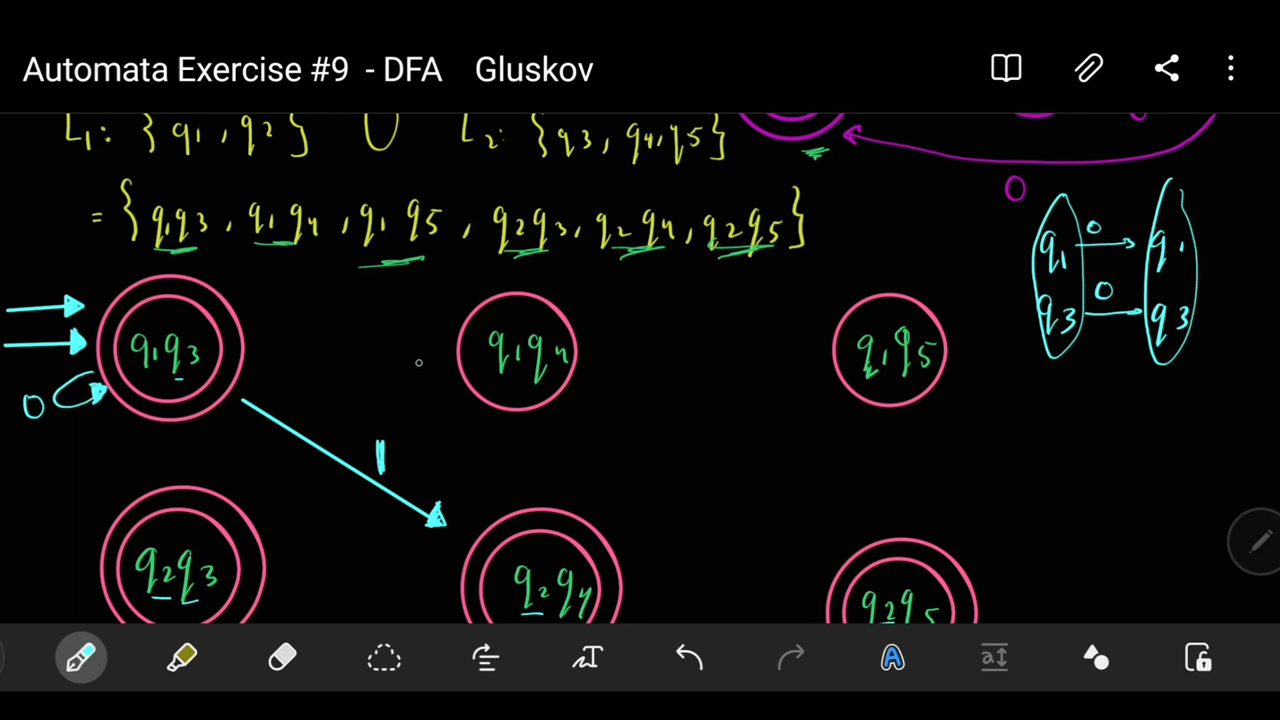 Automata Exercise #9 - DFA Gluskov
L1: {q1, q2} U L2: {q3, q4, q5}
= {q1q3, q1q4, q1q5, q2q3, q2q4, q2q5}
0
q1 0 q1
q3 0 q3
q1q3 q1q4 q1q5
0
1
q2q3 q2q4 q2q5
T A a